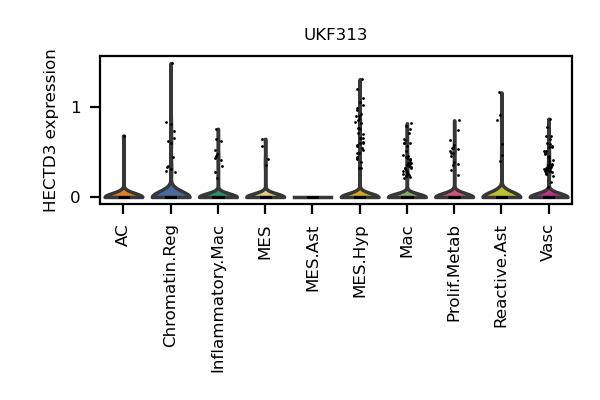 UKF313
HECTD3 expression
1
0
AC
Chromatin.Reg
Inflammatory.Mac
MES
MES.Ast
MES.Hyp
Mac
Prolif.Metab
Reactive.Ast
Vasc